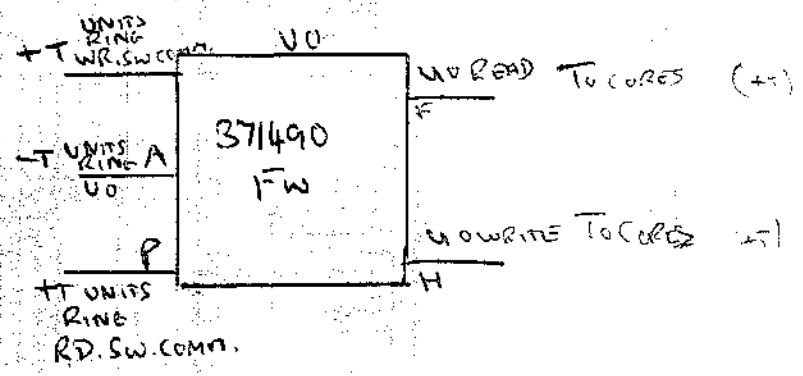 UNITS
RING
+T WR.SW COMM.
U0
U0 READ TO CORES (+T)
F
371490
FW
-T UNITS A
RING
U0
U0 WRITE TO CORES +T
H
P
+T UNITS
RING
RD. SW. COMM.